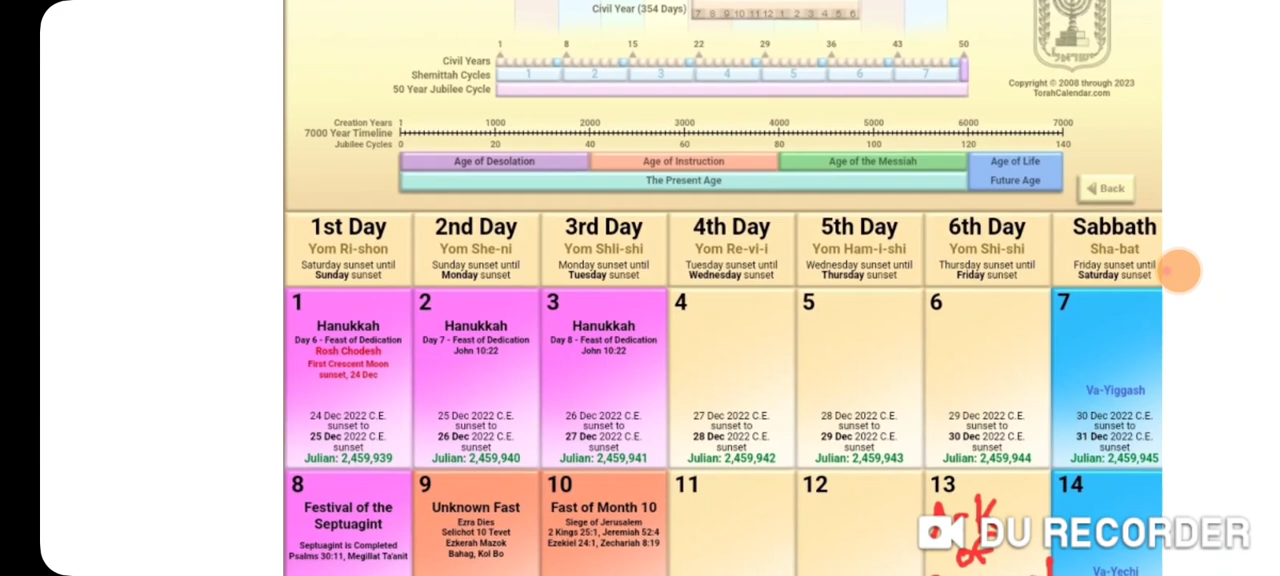 Civil Year (354 Days)
7 8 9 10 11 12 1 2 3 4 5 6
1 8 15 22 29 36 43 50
Civil Years
Shemittah Cycles 1 2 3 4 5 6 7
50 Year Jubilee Cycle
ישראל
Copyright © 2008 through 2023
TorahCalendar.com
Creation Years 1 1000 2000 3000 4000 5000 6000 7000
7000 Year Timeline
Jubilee Cycles 0 20 40 60 80 100 120 140
Age of Desolation Age of Instruction Age of the Messiah Age of Life
The Present Age Future Age
Back
1st Day 2nd Day 3rd Day 4th Day 5th Day 6th Day Sabbath
Yom Ri-shon Yom She-ni Yom Shli-shi Yom Re-vi-i Yom Ham-i-shi Yom Shi-shi Sha-bat
Saturday sunset until Sunday sunset until Monday sunset until Tuesday sunset until Wednesday sunset until Thursday sunset until Friday sunset until
Sunday sunset Monday sunset Tuesday sunset Wednesday sunset Thursday sunset Friday sunset Saturday sunset
1 2 3 4 5 6 7
Hanukkah Hanukkah Hanukkah
Day 6 - Feast of Dedication Day 7 - Feast of Dedication Day 8 - Feast of Dedication
Rosh Chodesh John 10:22 John 10:22
First Crescent Moon
sunset, 24 Dec
Va-Yiggash
24 Dec 2022 C.E. 25 Dec 2022 C.E. 26 Dec 2022 C.E. 27 Dec 2022 C.E. 28 Dec 2022 C.E. 29 Dec 2022 C.E. 30 Dec 2022 C.E.
sunset to sunset to sunset to sunset to sunset to sunset to sunset to
25 Dec 2022 C.E. 26 Dec 2022 C.E. 27 Dec 2022 C.E. 28 Dec 2022 C.E. 29 Dec 2022 C.E. 30 Dec 2022 C.E. 31 Dec 2022 C.E.
sunset sunset sunset sunset sunset sunset sunset
Julian: 2,459,939 Julian: 2,459,940 Julian: 2,459,941 Julian: 2,459,942 Julian: 2,459,943 Julian: 2,459,944 Julian: 2,459,945
8 9 10 11 12 13 14
Festival of the Unknown Fast Fast of Month 10
Septuagint Ezra Dies Siege of Jerusalem
Selichot 10 Tevet 2 Kings 25:1, Jeremiah 52:4
Septuagint is Completed Ezkerah Mazok Ezekiel 24:1, Zechariah 8:19
Psalms 30:11, Megillat Ta'anit Bahag, Kol Bo
Ark
of
DU RECORDER
Va-Yechi